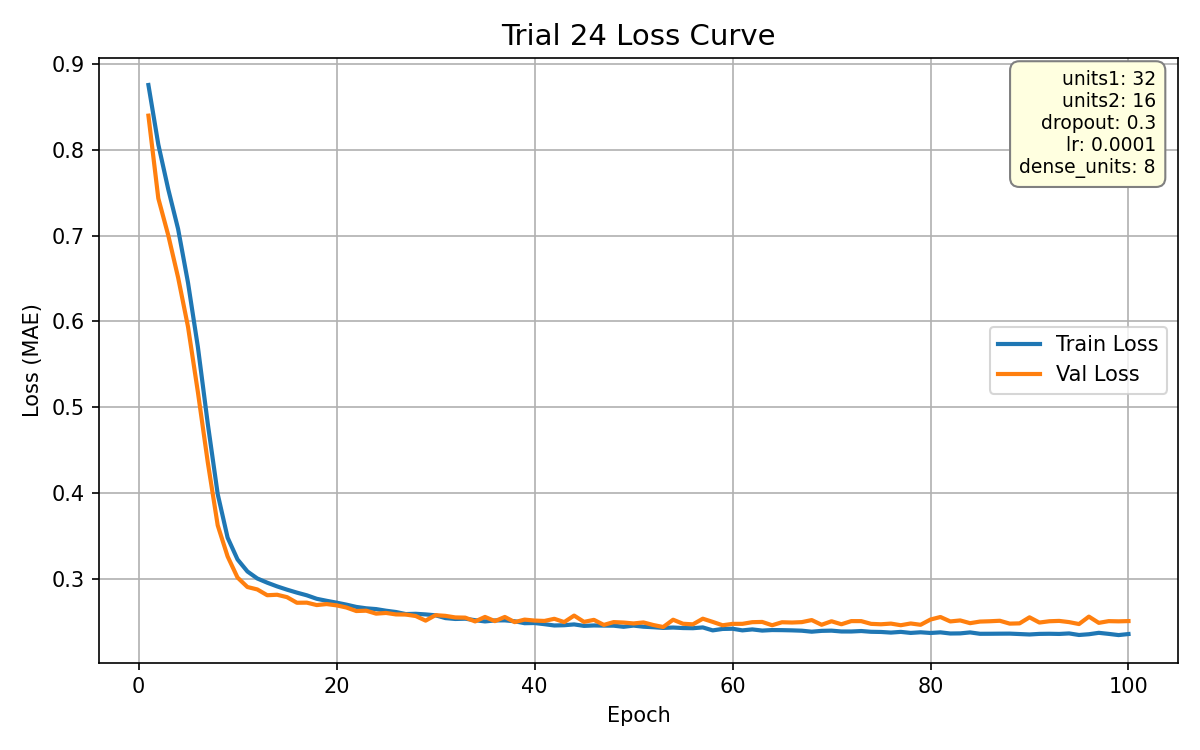 Trial 24 Loss Curve
units1: 32
units2: 16
dropout: 0.3
lr: 0.0001
dense_units: 8
Loss (MAE)
0.9
0.8
0.7
0.6
0.5
0.4
0.3
Train Loss
Val Loss
0 20 40 60 80 100
Epoch